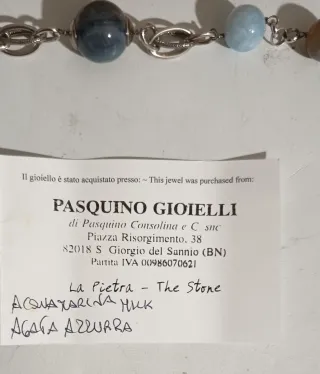 Il gioiello è stato acquistato presso: ~ This jewel was purchased from:
PASQUINO GIOIELLI
di Pasquino Consolina e C. snc
Piazza Risorgimento, 38
82018 S. Giorgio del Sannio (BN)
Partita IVA 00986070621
La Pietra - The Stone
ACQUAMARINA MILK
AGATA AZZURRA